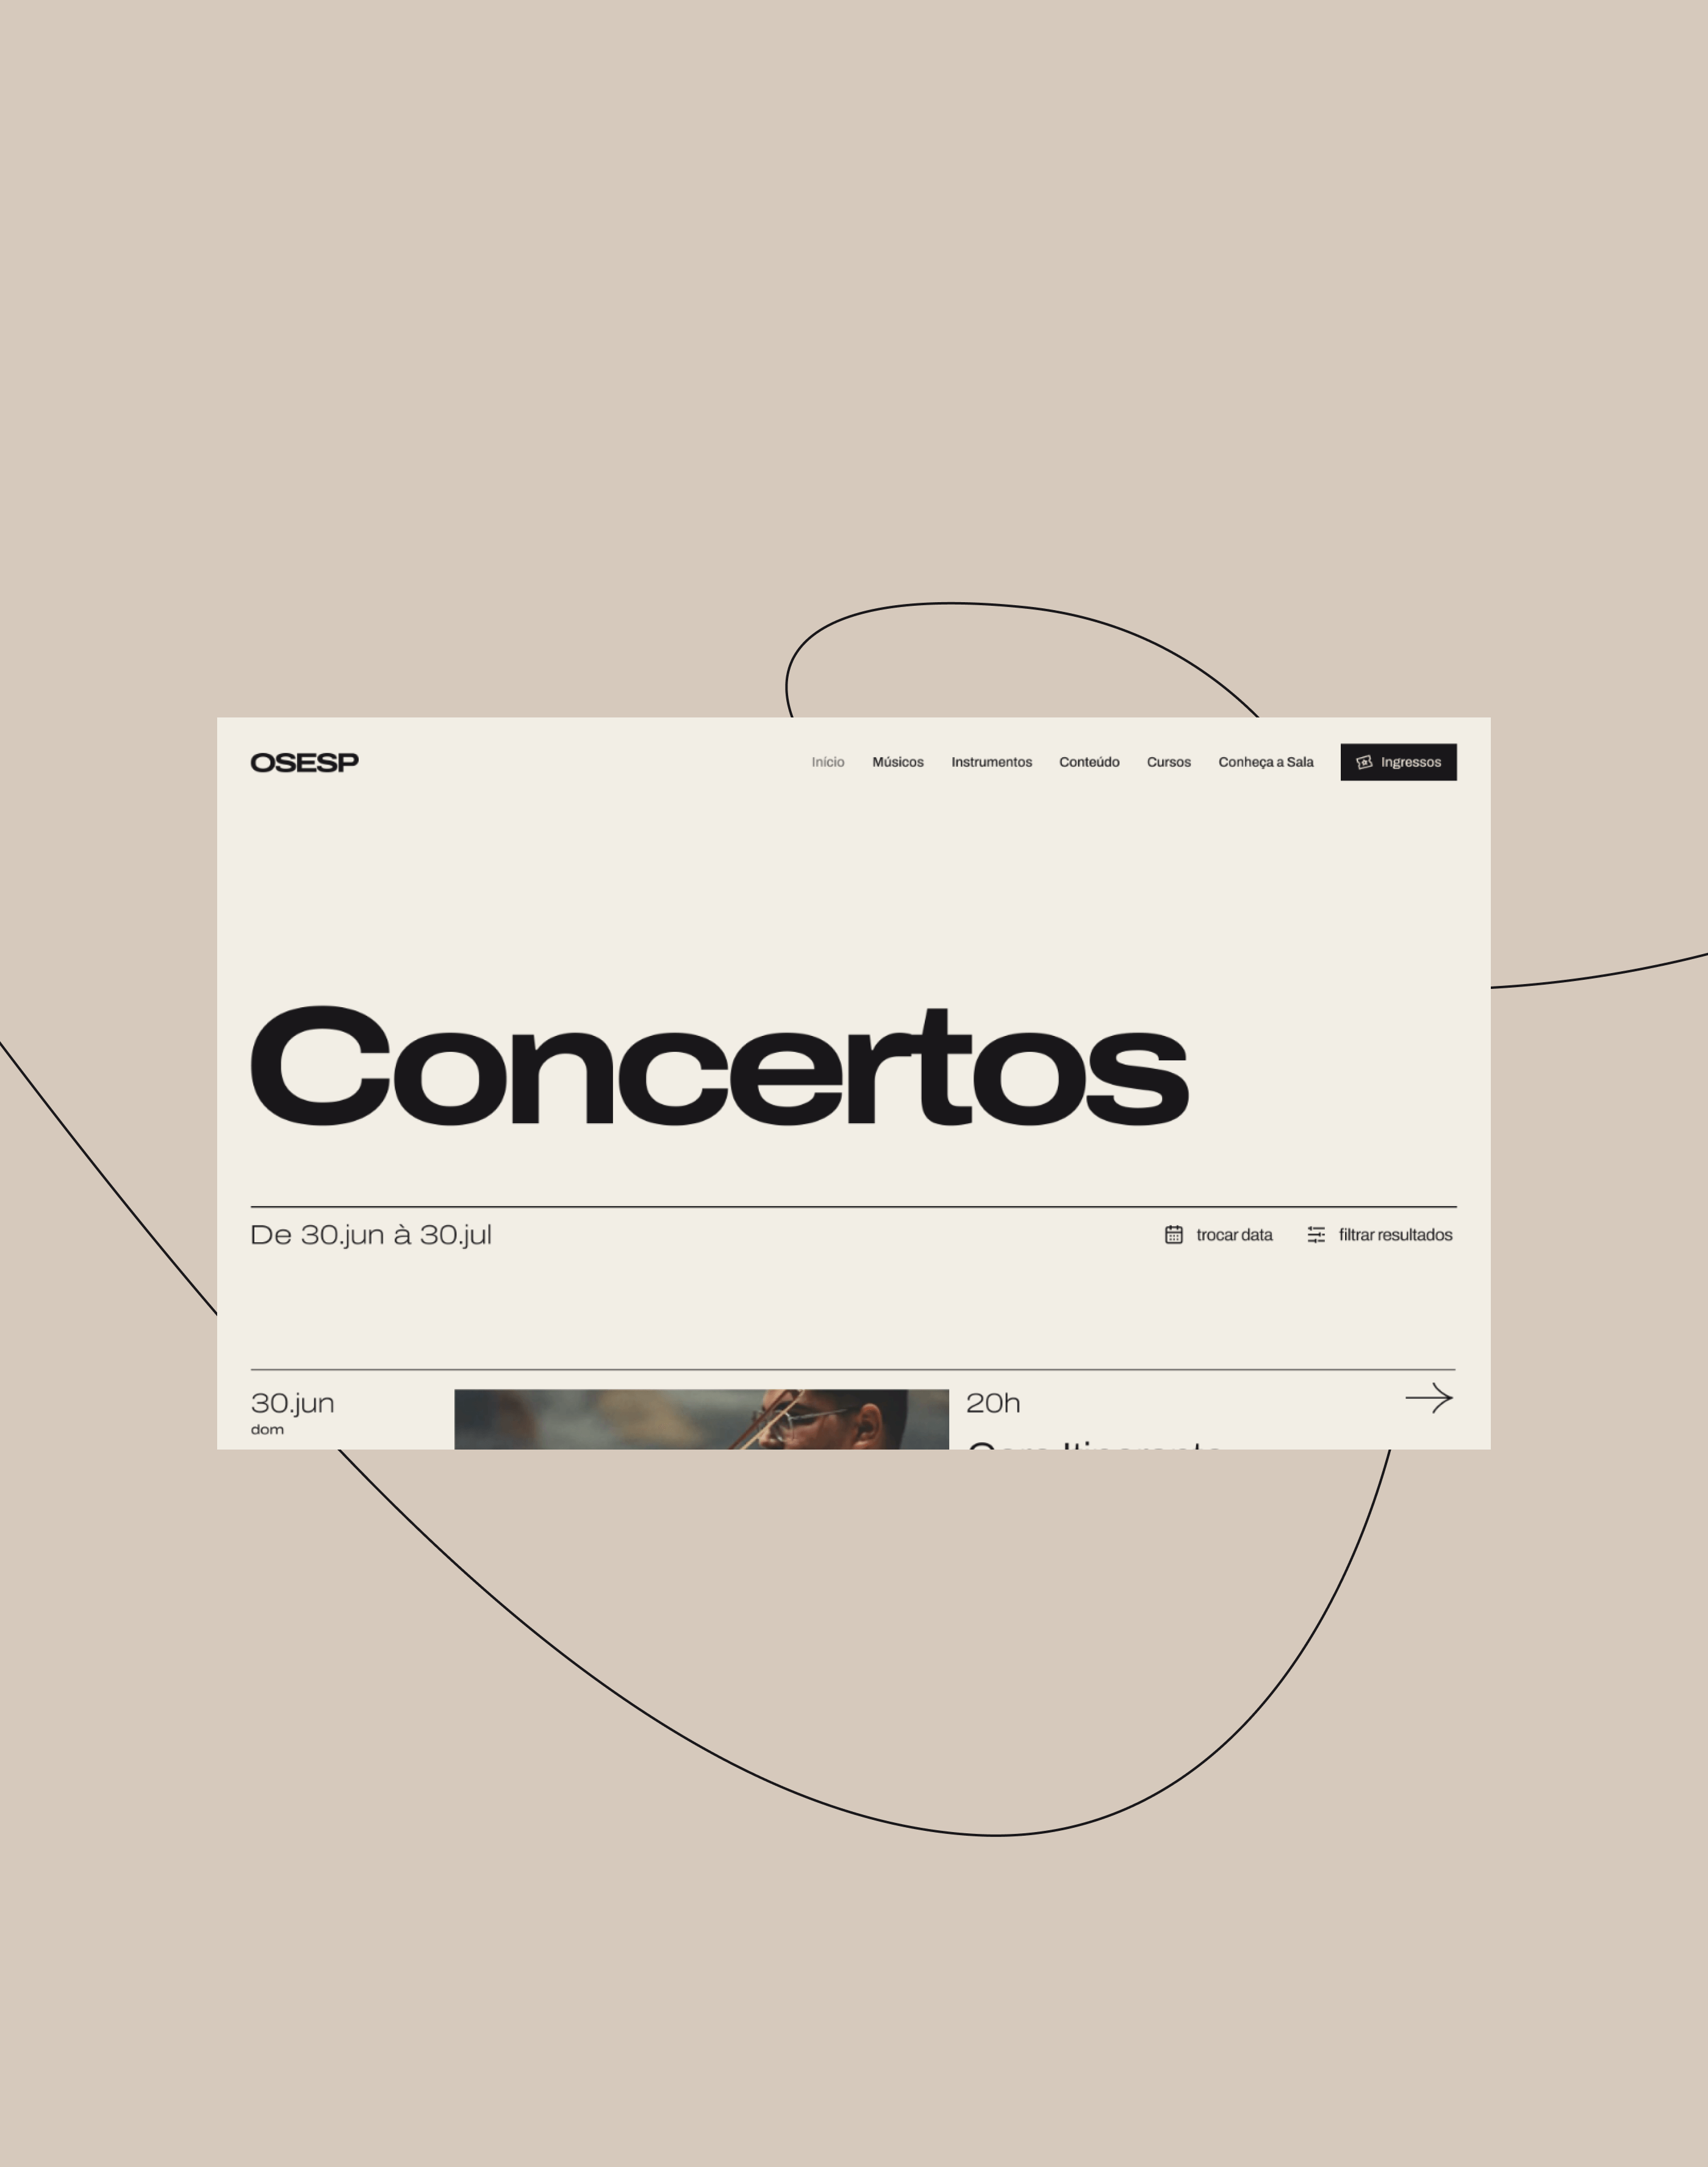 OSESP
Início Músicos Instrumentos Conteúdo Cursos Conheça a Sala Ingressos
Concertos
De 30.jun à 30.jul trocar data filtrar resultados
30.jun 20h
dom